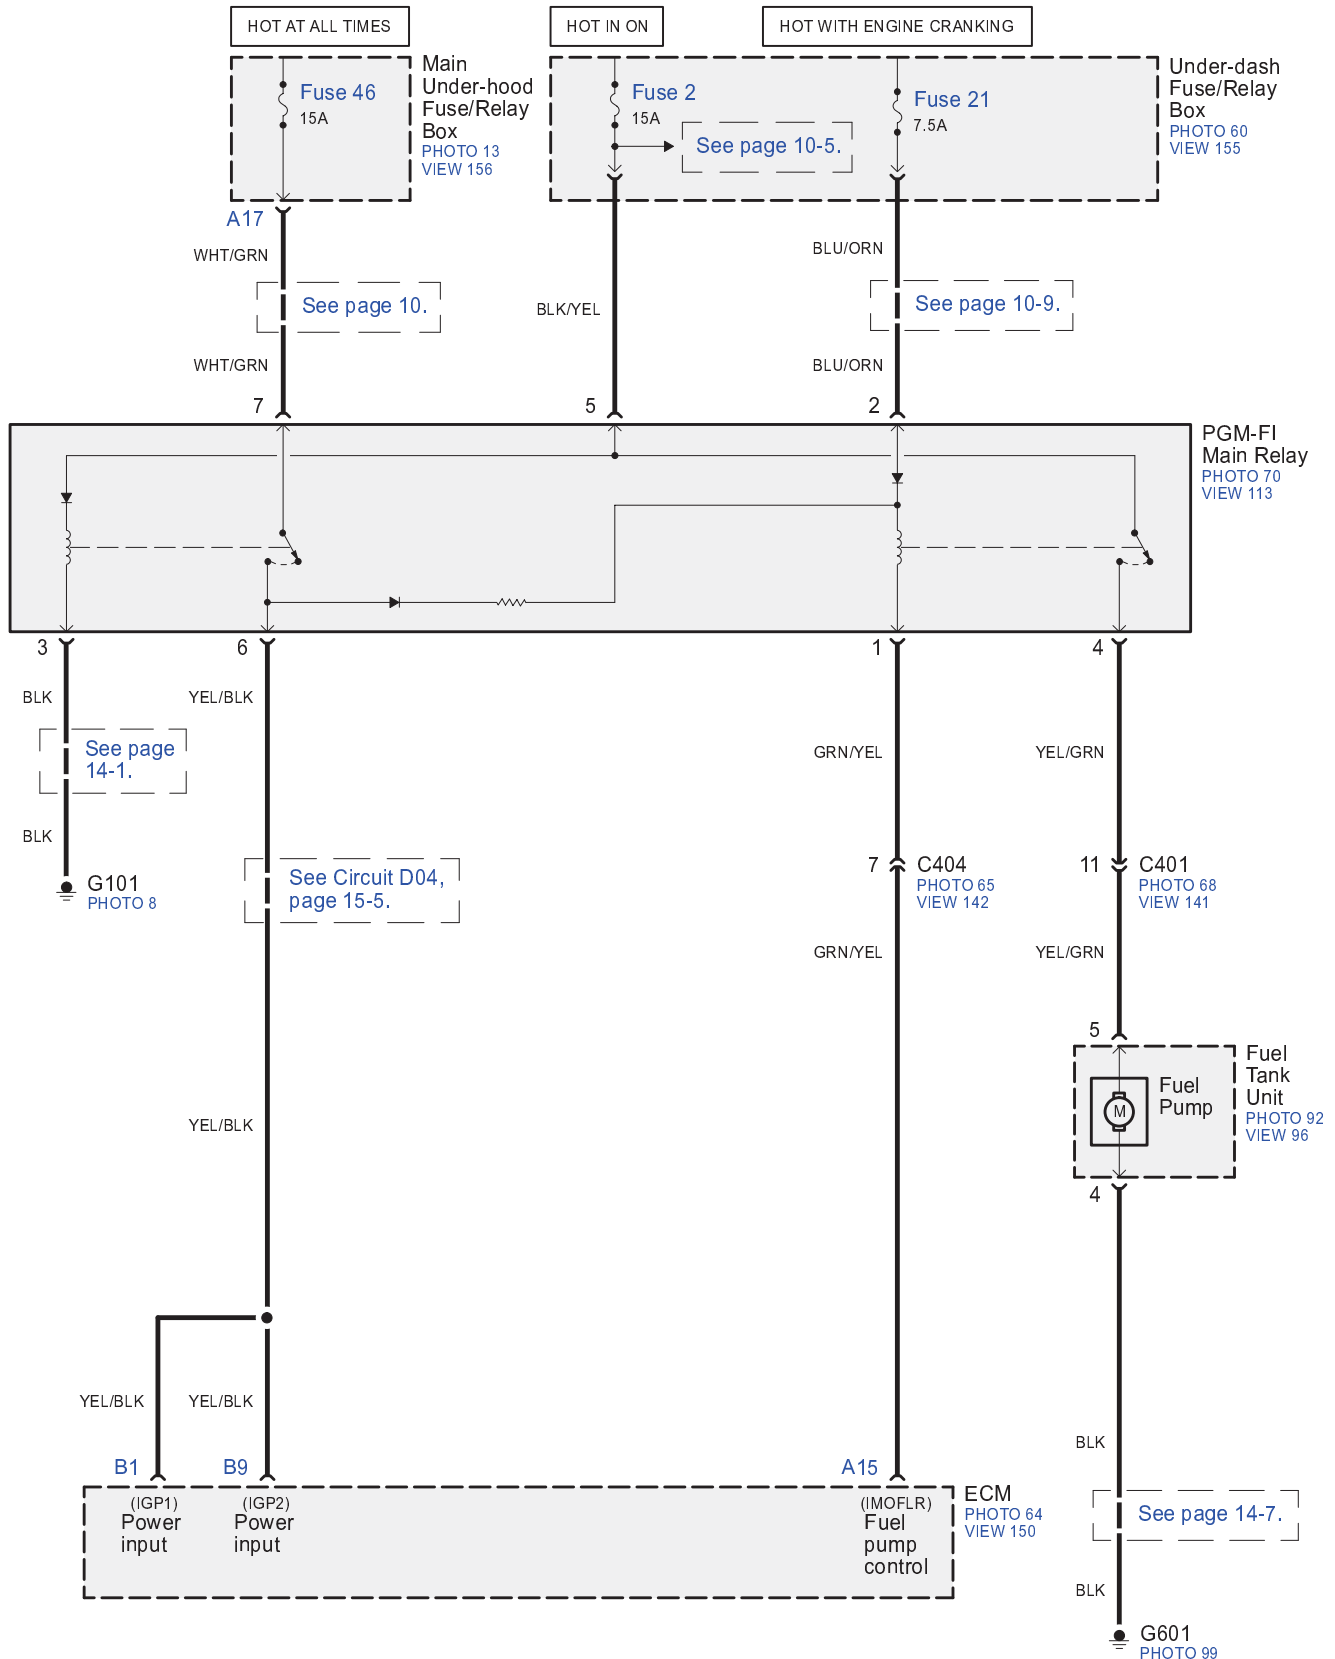 HOT AT ALL TIMES
HOT IN ON
HOT WITH ENGINE CRANKING
Fuse 46
15A
Main
Under-hood
Fuse/Relay
Box
PHOTO 13
VIEW 156
Fuse 2
15A
See page 10-5.
Fuse 21
7.5A
Under-dash
Fuse/Relay
Box
PHOTO 60
VIEW 155
A17
WHT/GRN
See page 10.
WHT/GRN
7
BLK/YEL
5
BLU/ORN
See page 10-9.
BLU/ORN
2
PGM-FI
Main Relay
PHOTO 70
VIEW 113
3
6
1
4
BLK
See page
14-1.
BLK
G101
PHOTO 8
YEL/BLK
See Circuit D04,
page 15-5.
YEL/BLK
YEL/BLK
YEL/BLK
GRN/YEL
7
C404
PHOTO 65
VIEW 142
GRN/YEL
YEL/GRN
11
C401
PHOTO 68
VIEW 141
YEL/GRN
5
M
Fuel
Pump
Fuel
Tank
Unit
PHOTO 92
VIEW 96
4
B1
B9
A15
(IGP1)
Power
input
(IGP2)
Power
input
(IMOFLR)
Fuel
pump
control
ECM
PHOTO 64
VIEW 150
BLK
See page 14-7.
BLK
G601
PHOTO 99